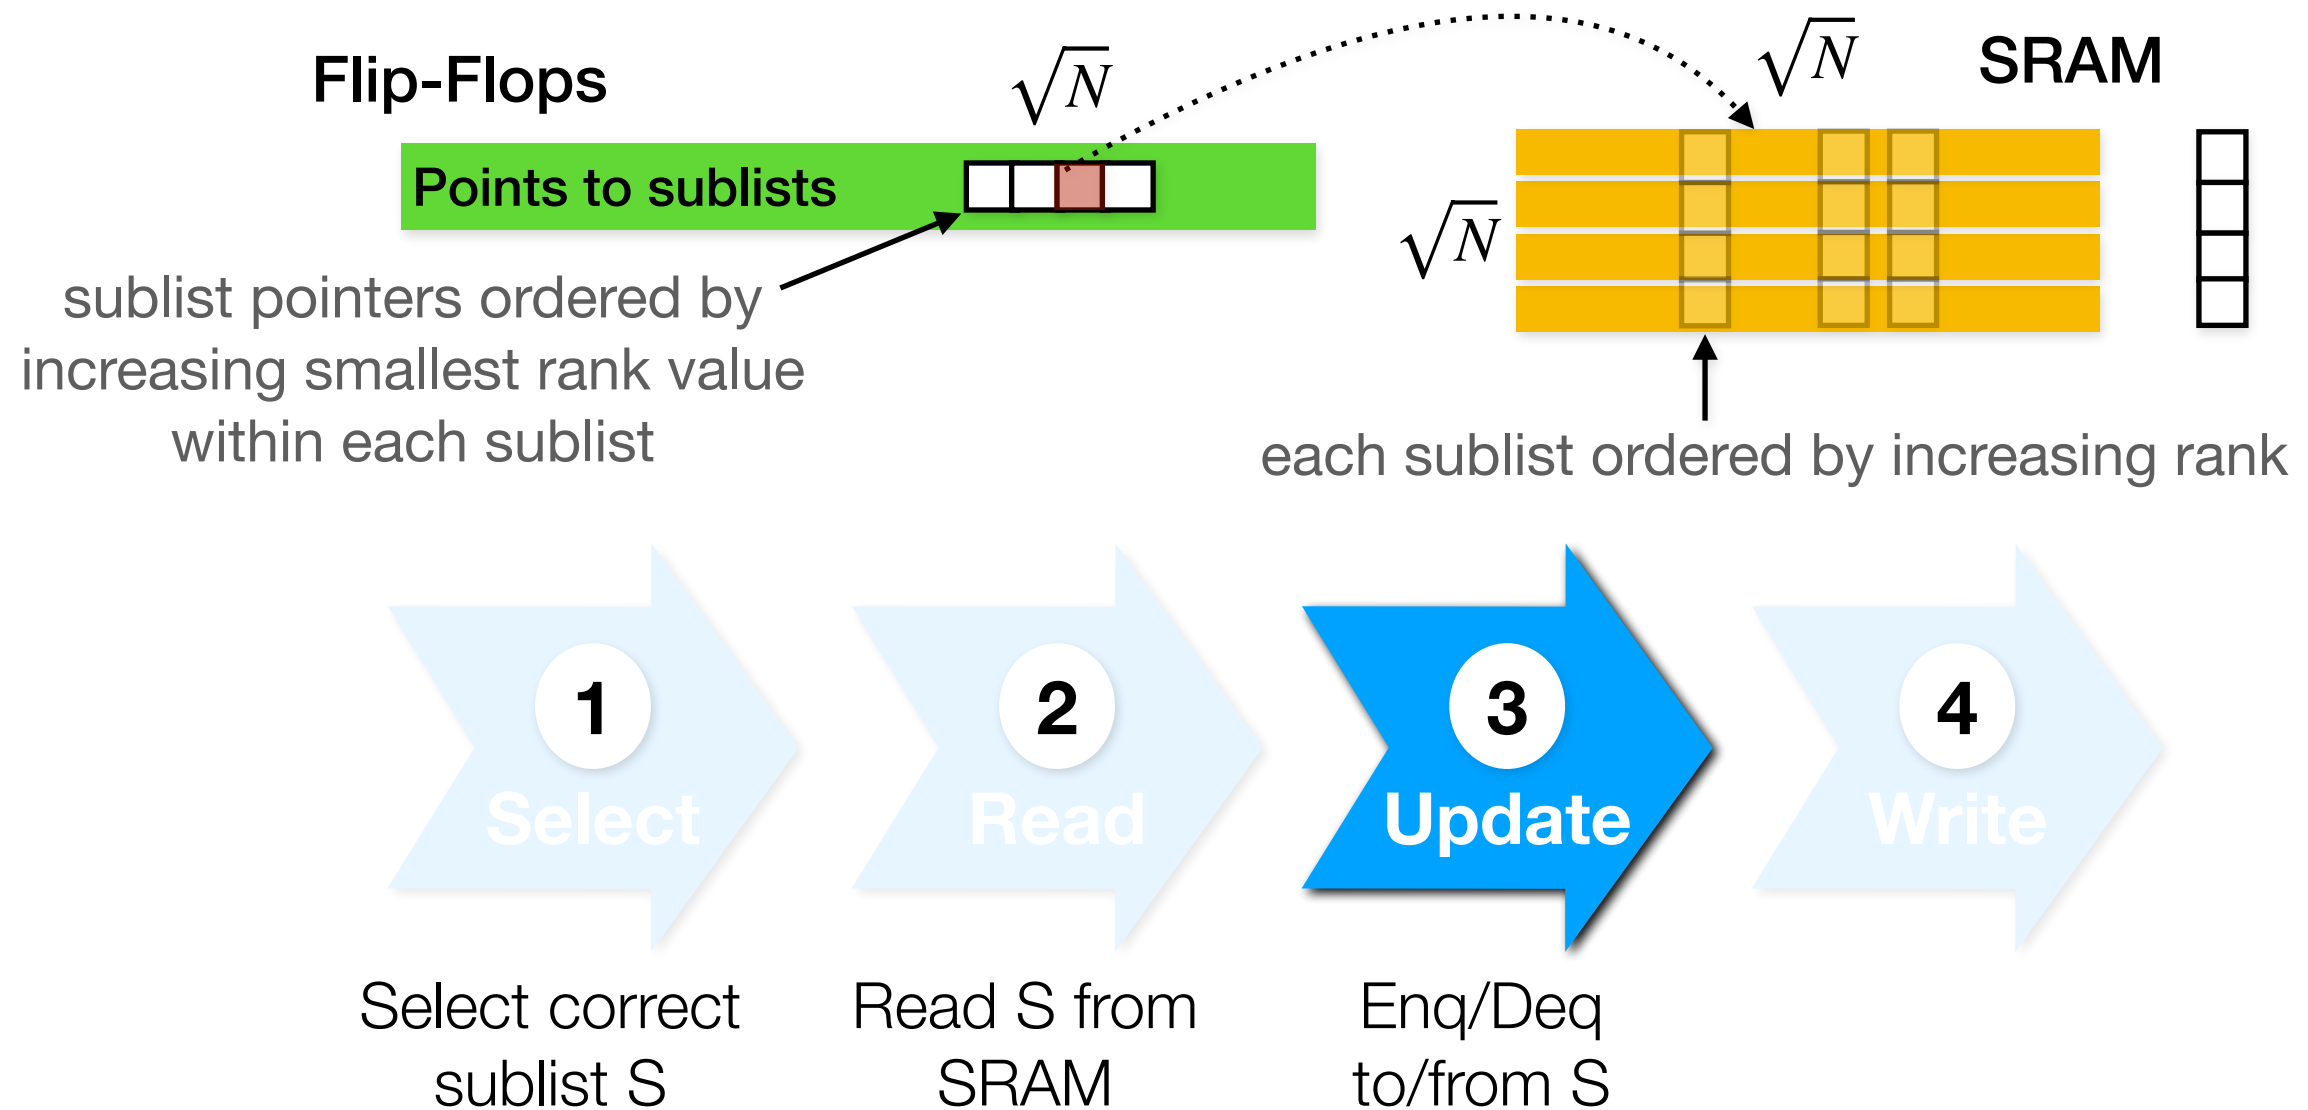 Flip-Flops
√N
√N
SRAM
Points to sublists
√N
sublist pointers ordered by
increasing smallest rank value
within each sublist
each sublist ordered by increasing rank
1
Select
2
Read
3
Update
4
Write
Select correct
sublist S
Read S from
SRAM
Enq/Deq
to/from S